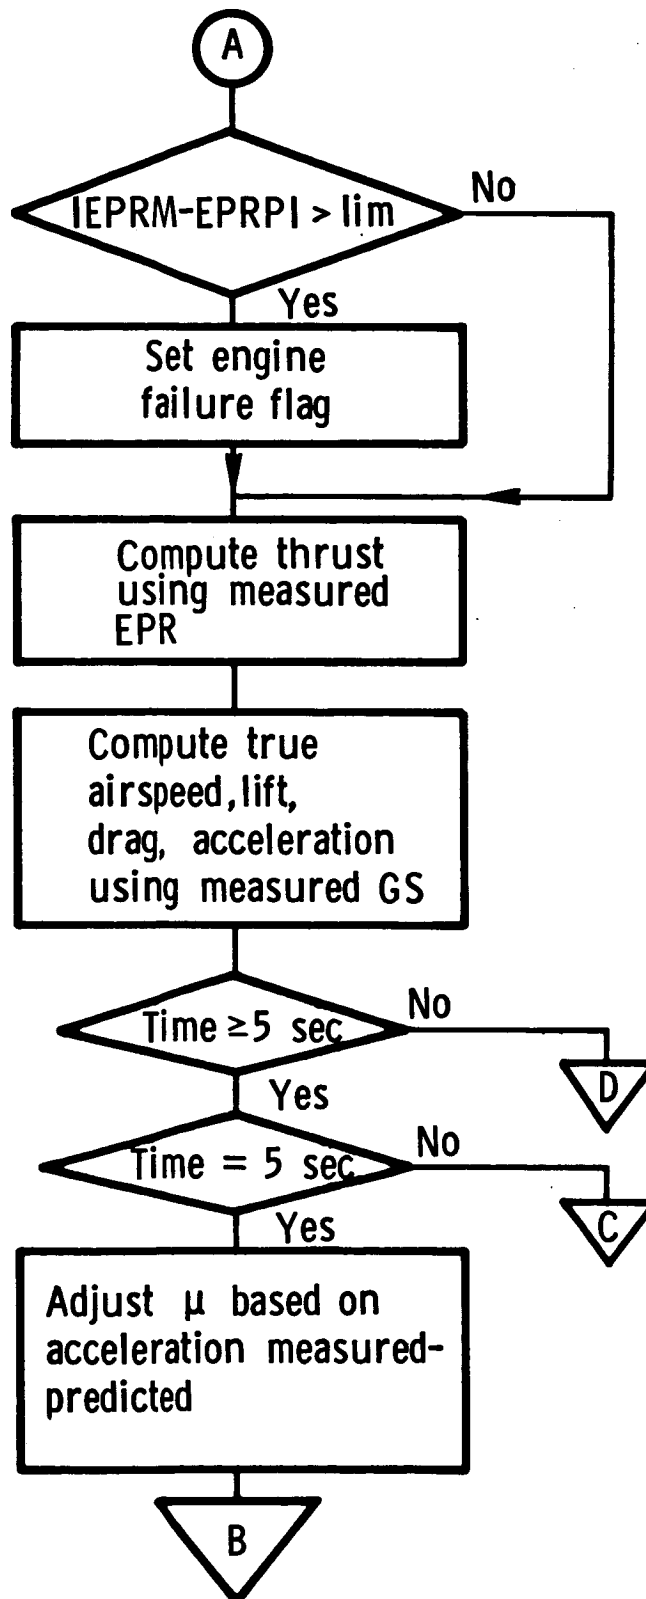 A
|EPRM-EPRP| > lim
No
Yes
Set engine
failure flag
Compute thrust
using measured
EPR
Compute true
airspeed, lift,
drag, acceleration
using measured GS
Time ≥ 5 sec
No
D
Yes
Time = 5 sec
No
C
Yes
Adjust μ based on
acceleration measured-
predicted
B